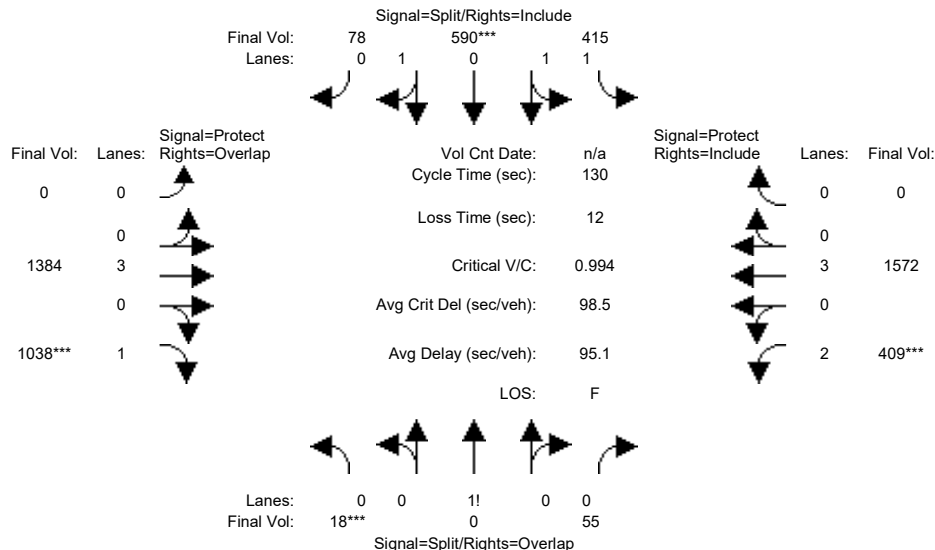 Signal=Split/Rights=Include
Final Vol: 78 590*** 415
Lanes: 0 1 0 1 1
Signal=Protect
Final Vol: Lanes: Rights=Overlap
Vol Cnt Date: n/a
Signal=Protect
Rights=Include Lanes: Final Vol:
Cycle Time (sec): 130
0 0
0 0
Loss Time (sec): 12
0
0
1384 3
Critical V/C: 0.994
3 1572
0
Avg Crit Del (sec/veh): 98.5
0
1038*** 1
Avg Delay (sec/veh): 95.1
2 409***
LOS: F
Lanes: 0 0 1! 0 0
Final Vol: 18*** 0 55
Signal=Split/Rights=Overlap